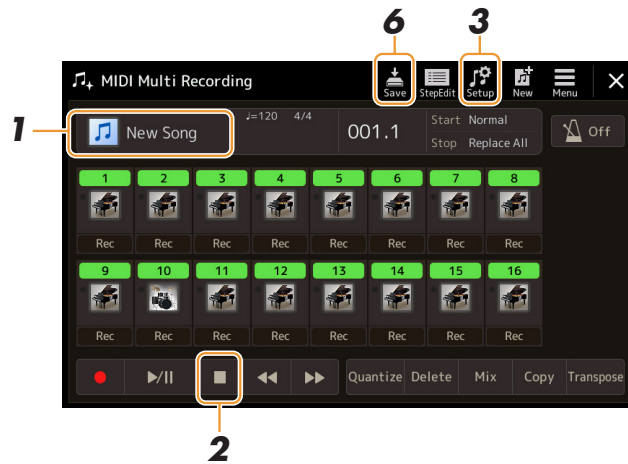 6 3
MIDI Multi Recording Save StepEdit Setup New Menu
1 New Song ♩=120 4/4 001.1 Start Normal Off
Stop Replace All
1 2 3 4 5 6 7 8
Rec Rec Rec Rec Rec Rec Rec Rec
9 10 11 12 13 14 15 16
Rec Rec Rec Rec Rec Rec Rec Rec
Quantize Delete Mix Copy Transpose
2